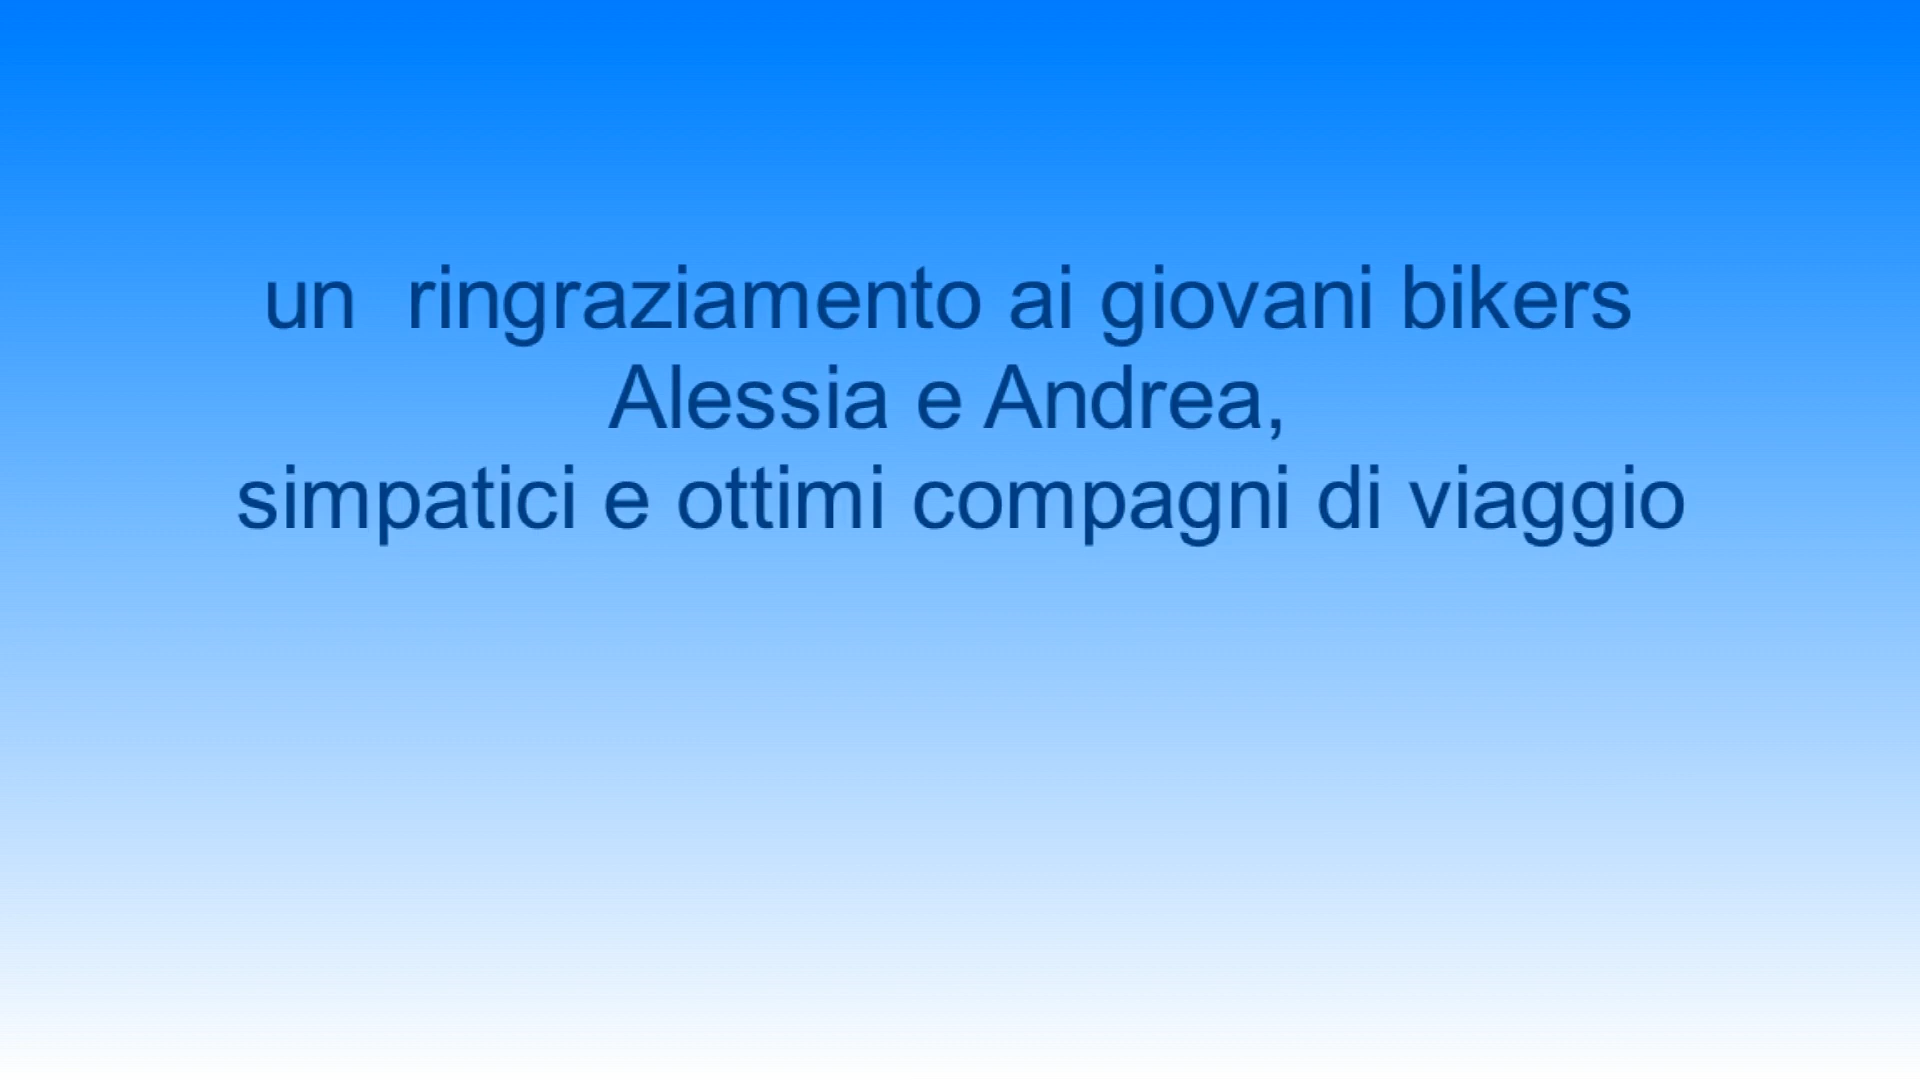 un  ringraziamento ai giovani bikers
Alessia e Andrea,
simpatici e ottimi compagni di viaggio